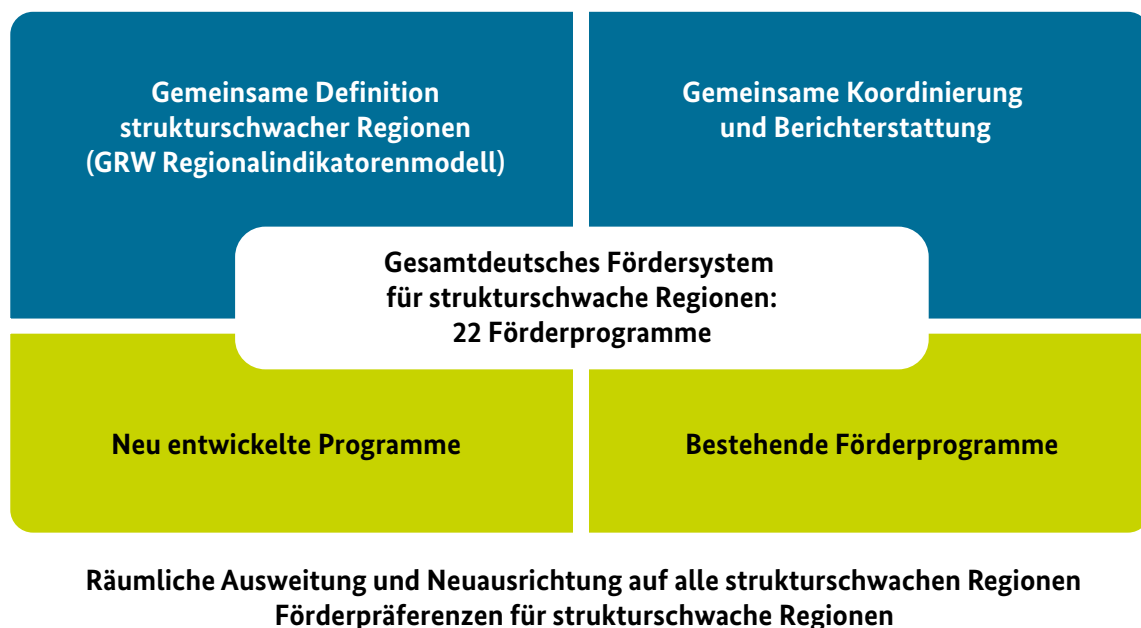 Gemeinsame Definition
strukturschwacher Regionen
(GRW Regionalindikatorenmodell)
Gemeinsame Koordinierung
und Berichterstattung
Gesamtdeutsches Fördersystem
für strukturschwache Regionen:
22 Förderprogramme
Neu entwickelte Programme
Bestehende Förderprogramme
Räumliche Ausweitung und Neuausrichtung auf alle strukturschwachen Regionen
Förderpräferenzen für strukturschwache Regionen